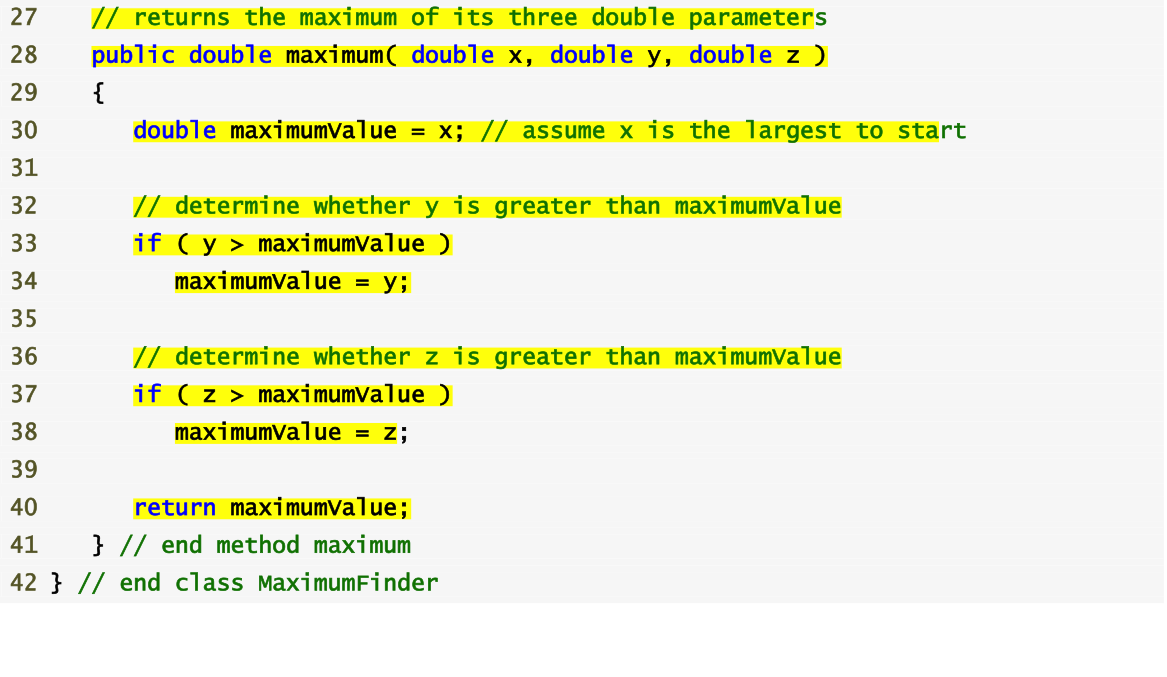 27 // returns the maximum of its three double parameters
28 public double maximum( double x, double y, double z )
29 {
30 double maximumValue = x; // assume x is the largest to start
31
32 // determine whether y is greater than maximumValue
33 if ( y > maximumValue )
34 maximumValue = y;
35
36 // determine whether z is greater than maximumValue
37 if ( z > maximumValue )
38 maximumValue = z;
39
40 return maximumValue;
41 } // end method maximum
42 } // end class MaximumFinder